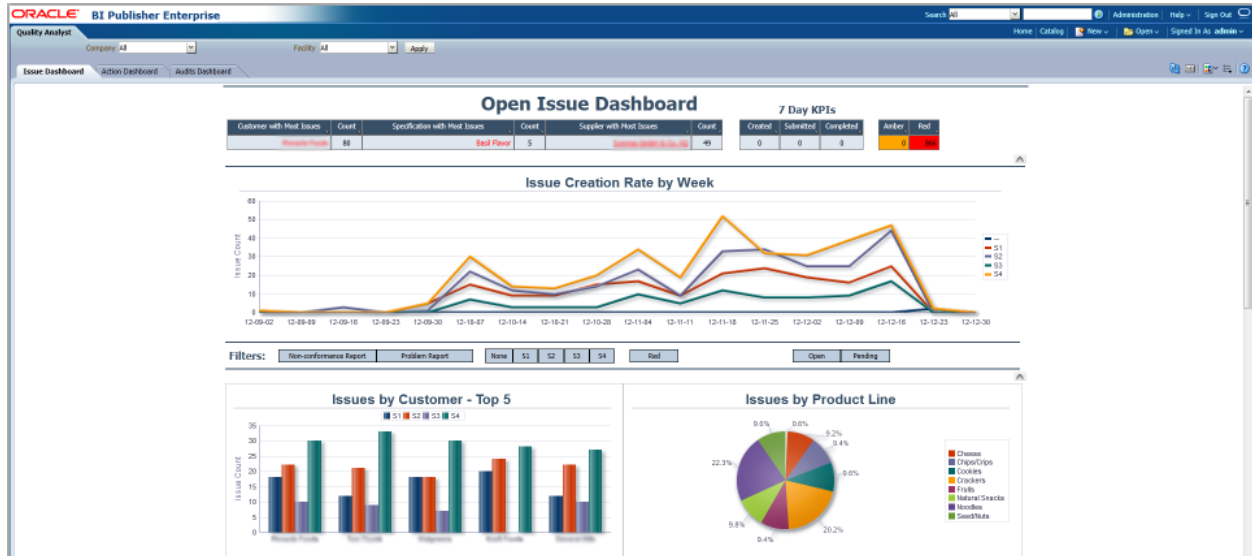 ORACLE® BI Publisher Enterprise
Search All
Administration Help Sign Out
Quality Analyst
Home Catalog New Open Signed In As admin
Company All Facility All Apply
Issue Dashboard Action Dashboard Audits Dashboard
Open Issue Dashboard
7 Day KPIs
Customer with Most Issues Count Specification with Most Issues Count Supplier with Most Issues Count Created Submitted Completed Amber Red
80 Basil Flavor 5 49 0 0 0 0
Issue Creation Rate by Week
Issue Count
60
50
40
30
20
10
0
12-09-02 12-09-09 12-09-16 12-09-23 12-09-30 12-10-07 12-10-14 12-10-21 12-10-28 12-11-04 12-11-11 12-11-18 12-11-25 12-12-02 12-12-09 12-12-16 12-12-23 12-12-30
--
S1
S2
S3
S4
Filters: Non-conformance Report Problem Report None S1 S2 S3 S4 Red Open Pending
Issues by Customer - Top 5
S1 S2 S3 S4
Issue Count
35
30
25
20
15
10
5
0
Issues by Product Line
9.6% 0.6%
9.2%
9.4%
22.3%
9.6%
9.8%
9.4%
20.2%
Cheese
Chips/Crips
Cookies
Crackers
Fruits
Natural Snacks
Noodles
Seed/Nuts